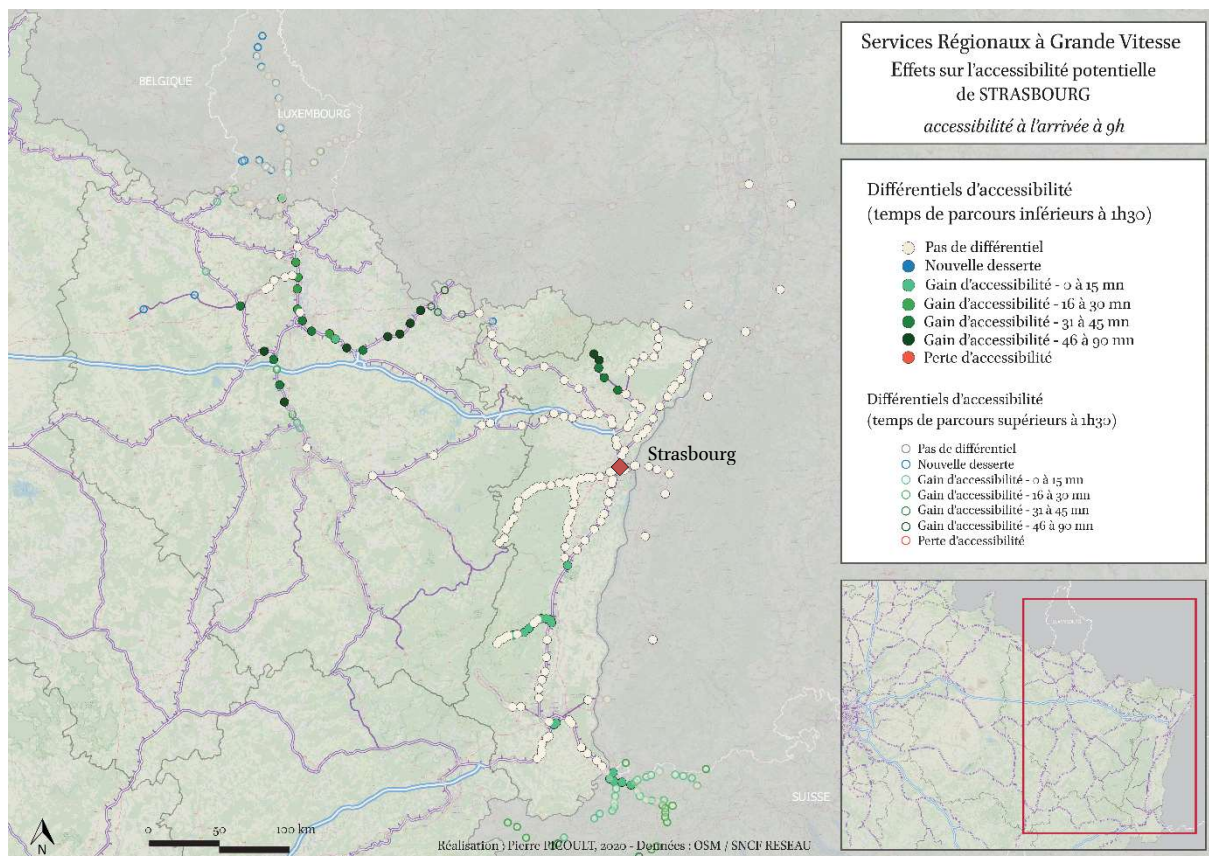 Services Régionaux à Grande Vitesse
Effets sur l'accessibilité potentielle
de STRASBOURG
accessibilité à l'arrivée à 9h
BELGIQUE
LUXEMBOURG
Différentiels d'accessibilité
(temps de parcours inférieurs à 1h30)
Pas de différentiel
Nouvelle desserte
Gain d'accessibilité - 0 à 15 mn
Gain d'accessibilité - 16 à 30 mn
Gain d'accessibilité - 31 à 45 mn
Gain d'accessibilité - 46 à 90 mn
Perte d'accessibilité
Différentiels d'accessibilité
(temps de parcours supérieurs à 1h30)
Pas de différentiel
Nouvelle desserte
Gain d'accessibilité - 0 à 15 mn
Gain d'accessibilité - 16 à 30 mn
Gain d'accessibilité - 31 à 45 mn
Gain d'accessibilité - 46 à 90 mn
Perte d'accessibilité
Strasbourg
SUISSE
0 50 100 km
N
Réalisation : Pierre PICOULT, 2020 - Données : OSM / SNCF RESEAU